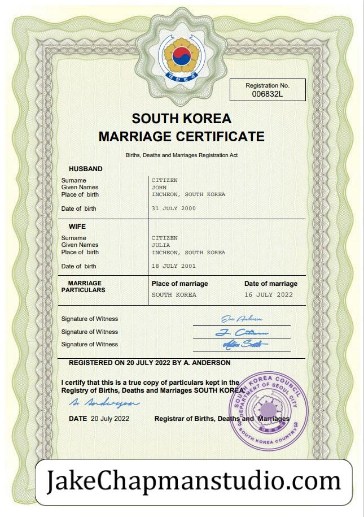 Registration No.
006832L
SOUTH KOREA
MARRIAGE CERTIFICATE
Births, Deaths and Marriages Registration Act
HUSBAND
Surname CITIZEN
Given Names JOHN
Place of birth INCHEON, SOUTH KOREA
Date of birth 31 JULY 2000
WIFE
Surname CITIZEN
Given Names JULIA
Place of birth INCHEON, SOUTH KOREA
Date of birth 18 JULY 2001
MARRIAGE PARTICULARS Place of marriage Date of marriage
SOUTH KOREA 16 JULY 2022
Signature of Witness
Signature of Witness
Signature of Witness
REGISTERED ON 20 JULY 2022 BY A. ANDERSON
I certify that this is a true copy of particulars kept in the
Registry of Births, Deaths and Marriages SOUTH KOREA
DATE 20 July 2022 Registrar of Births, Deaths and Marriages
SOUTH KOREA COUNCIL
DEPARTMENT OF SEOUL CITY
SOUTH KOREA COUNTRY
JakeChapmanstudio.com